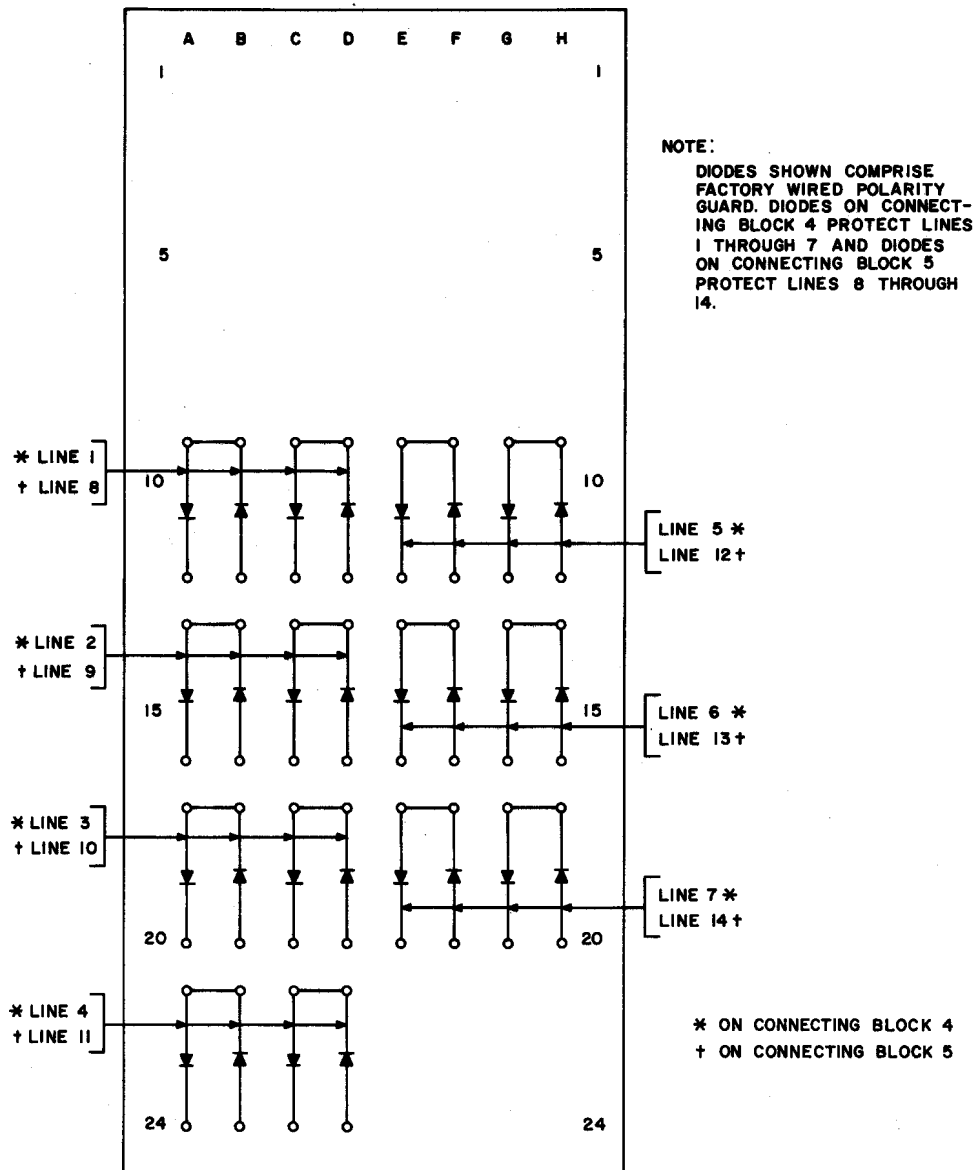 A B C D E F G H
1 1
NOTE:
DIODES SHOWN COMPRISE
FACTORY WIRED POLARITY
GUARD. DIODES ON CONNECT-
ING BLOCK 4 PROTECT LINES
1 THROUGH 7 AND DIODES
ON CONNECTING BLOCK 5
PROTECT LINES 8 THROUGH
14.
5 5
* LINE 1
† LINE 8
10 10
LINE 5 *
LINE 12 †
* LINE 2
† LINE 9
15 15
LINE 6 *
LINE 13 †
* LINE 3
† LINE 10
LINE 7 *
LINE 14 †
20 20
* LINE 4
† LINE 11
* ON CONNECTING BLOCK 4
† ON CONNECTING BLOCK 5
24 24